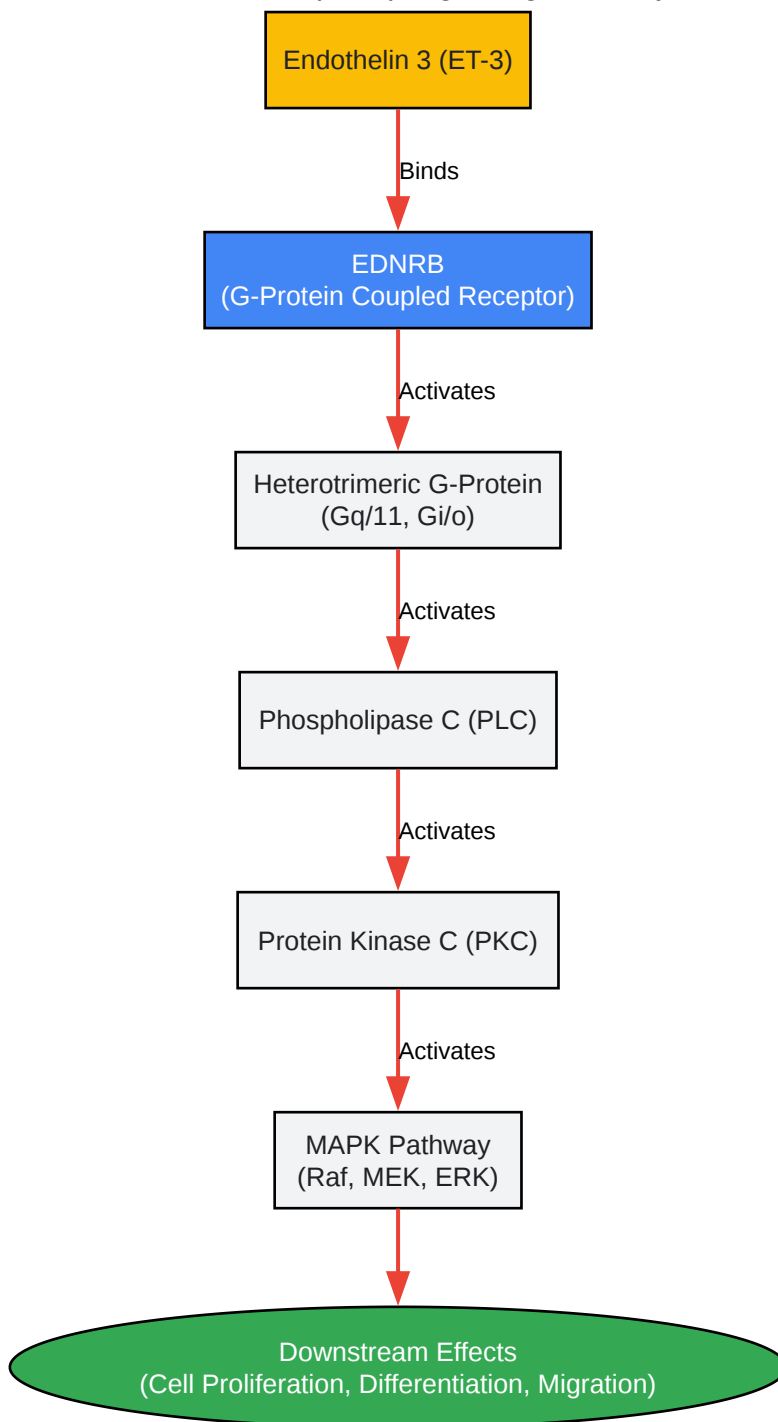 Endothelin 3 (ET-3)
Binds
EDNRB
(G-Protein Coupled Receptor)
Activates
Heterotrimeric G-Protein
(Gq/11, Gi/o)
Activates
Phospholipase C (PLC)
Activates
Protein Kinase C (PKC)
Activates
MAPK Pathway
(Raf, MEK, ERK)
Downstream Effects
(Cell Proliferation, Differentiation, Migration)